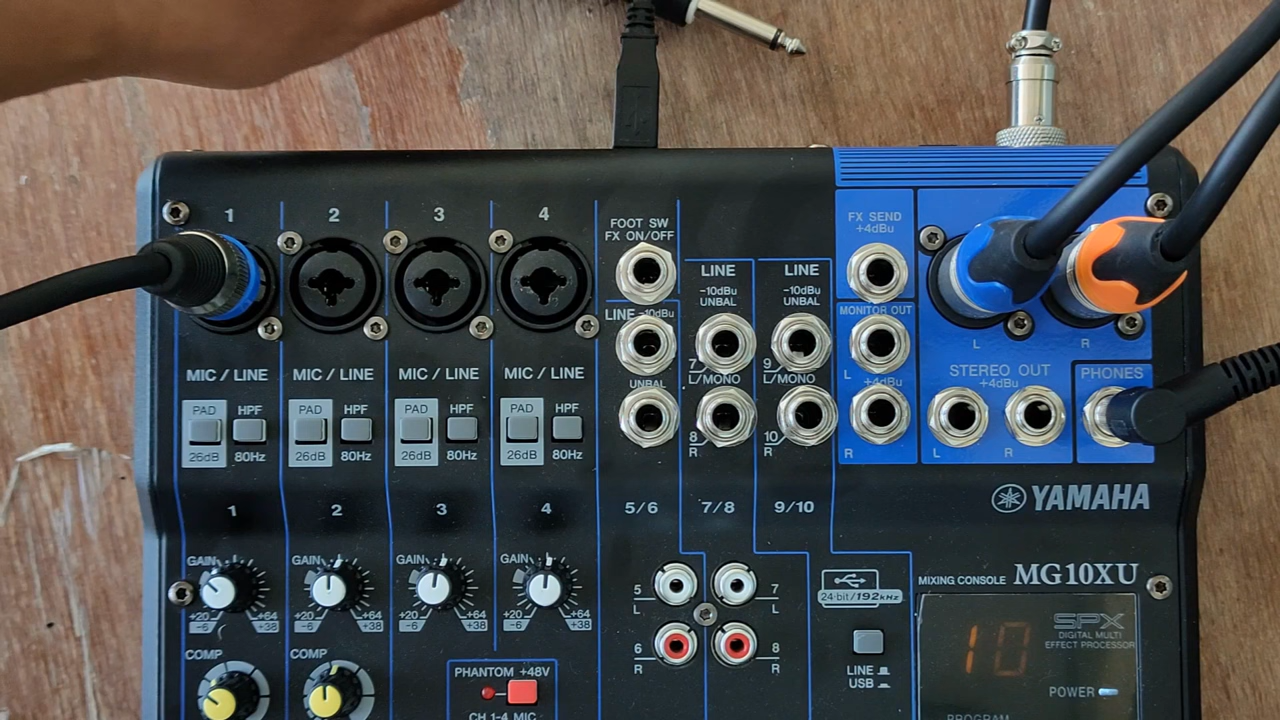 1 2 3 4
FOOT SW
FX ON/OFF
LINE -10dBu
UNBAL
LINE
-10dBu
UNBAL
7
L/MONO
8
R
LINE
-10dBu
UNBAL
9
L/MONO
10
R
FX SEND
+4dBu
MONITOR OUT
L
+4dBu
R
L R
STEREO OUT
+4dBu
L R
PHONES
MIC / LINE MIC / LINE MIC / LINE MIC / LINE
PAD HPF PAD HPF PAD HPF PAD HPF
26dB 80Hz 26dB 80Hz 26dB 80Hz 26dB 80Hz
1 2 3 4 5/6 7/8 9/10
YAMAHA
MIXING CONSOLE MG10XU
GAIN GAIN GAIN GAIN
+20 +64 +20 +64 +20 +64 +20 +64
-6 +38 -6 +38 -6 +38 -6 +38
5
L
7
L
6
R
8
R
24-bit/192kHz
LINE
USB
10
SPX
DIGITAL MULTI
EFFECT PROCESSOR
POWER
PROGRAM
COMP COMP
PHANTOM +48V
CH 1-4 MIC